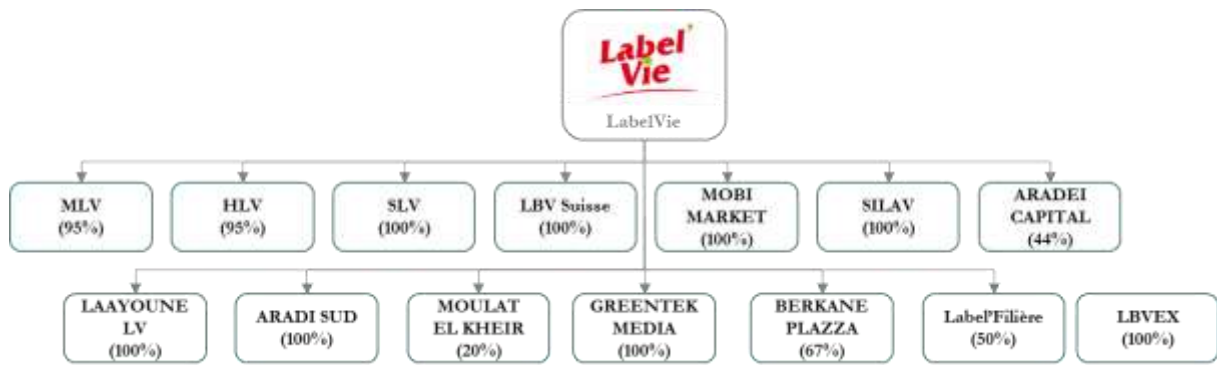 Label'
Vie
LabelVie
MLV
(95%)
HLV
(95%)
SLV
(100%)
LBV Suisse
(100%)
MOBI
MARKET
(100%)
SILAV
(100%)
ARADEI
CAPITAL
(44%)
LAAYOUNE
LV
(100%)
ARADI SUD
(100%)
MOULAT
EL KHEIR
(20%)
GREENTEK
MEDIA
(100%)
BERKANE
PLAZZA
(67%)
Label'Filière
(50%)
LBVEX
(100%)